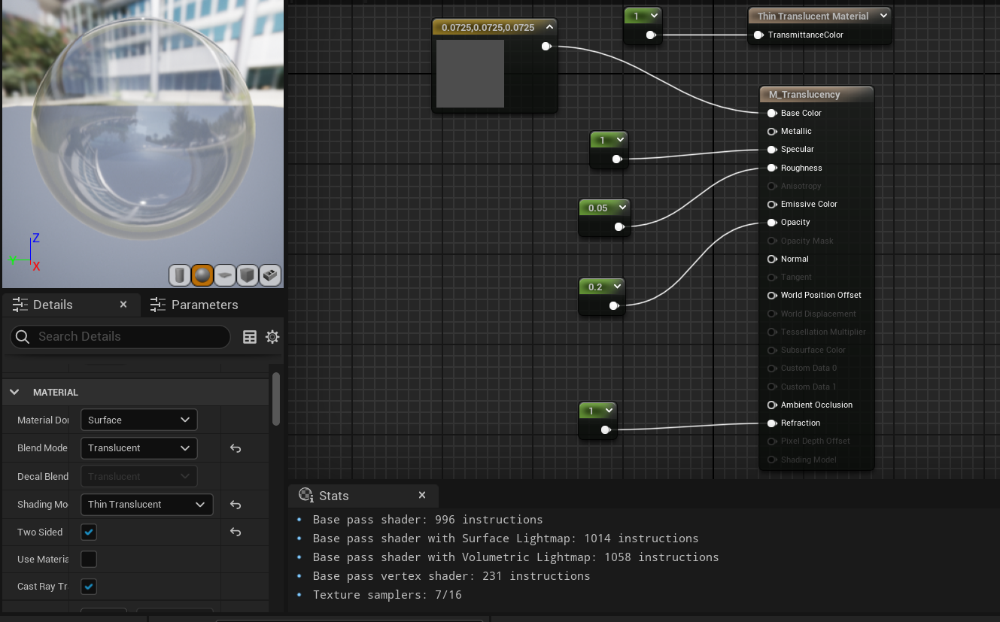 0.0725,0.0725,0.0725
1
Thin Translucent Material
TransmittanceColor
M_Translucency
Base Color
Metallic
1
Specular
Roughness
Anisotropy
0.05
Emissive Color
Opacity
Opacity Mask
Normal
Tangent
0.2
World Position Offset
World Displacement
Tessellation Multiplier
Subsurface Color
Custom Data 0
Custom Data 1
Ambient Occlusion
1
Refraction
Pixel Depth Offset
Shading Model
Z
Y
X
Details
Parameters
Search Details
MATERIAL
Material Dor
Surface
Blend Mode
Translucent
Decal Blend
Translucent
Shading Mo
Thin Translucent
Two Sided
Use Materia
Cast Ray Tr
Stats
Base pass shader: 996 instructions
Base pass shader with Surface Lightmap: 1014 instructions
Base pass shader with Volumetric Lightmap: 1058 instructions
Base pass vertex shader: 231 instructions
Texture samplers: 7/16